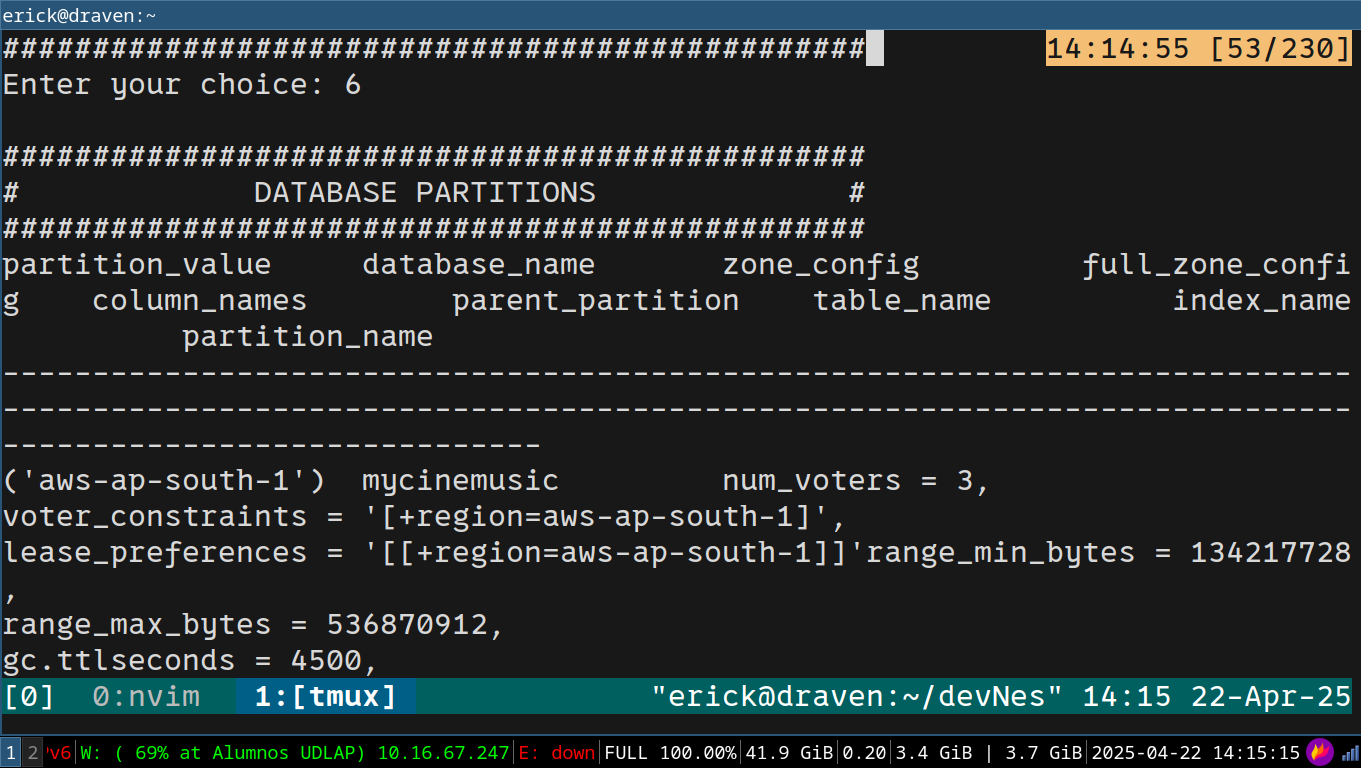 erick@draven:~
################################################ 14:14:55 [53/230]
Enter your choice: 6
################################################
#             DATABASE PARTITIONS              #
################################################
partition_value     database_name       zone_config         full_zone_confi
g    column_names        parent_partition    table_name          index_name
          partition_name
---------------------------------------------------------------------------
---------------------------------------------------------------------------
------------------------------
('aws-ap-south-1')  mycinemusic         num_voters = 3,
voter_constraints = '[+region=aws-ap-south-1]',
lease_preferences = '[[+region=aws-ap-south-1]]'range_min_bytes = 134217728
,
range_max_bytes = 536870912,
gc.ttlseconds = 4500,
[0]  0:nvim   1:[tmux]              "erick@draven:~/devNes" 14:15 22-Apr-25
1 2 'v6|W: ( 69% at Alumnos UDLAP) 10.16.67.247|E: down|FULL 100.00%|41.9 GiB|0.20|3.4 GiB | 3.7 GiB|2025-04-22 14:15:15